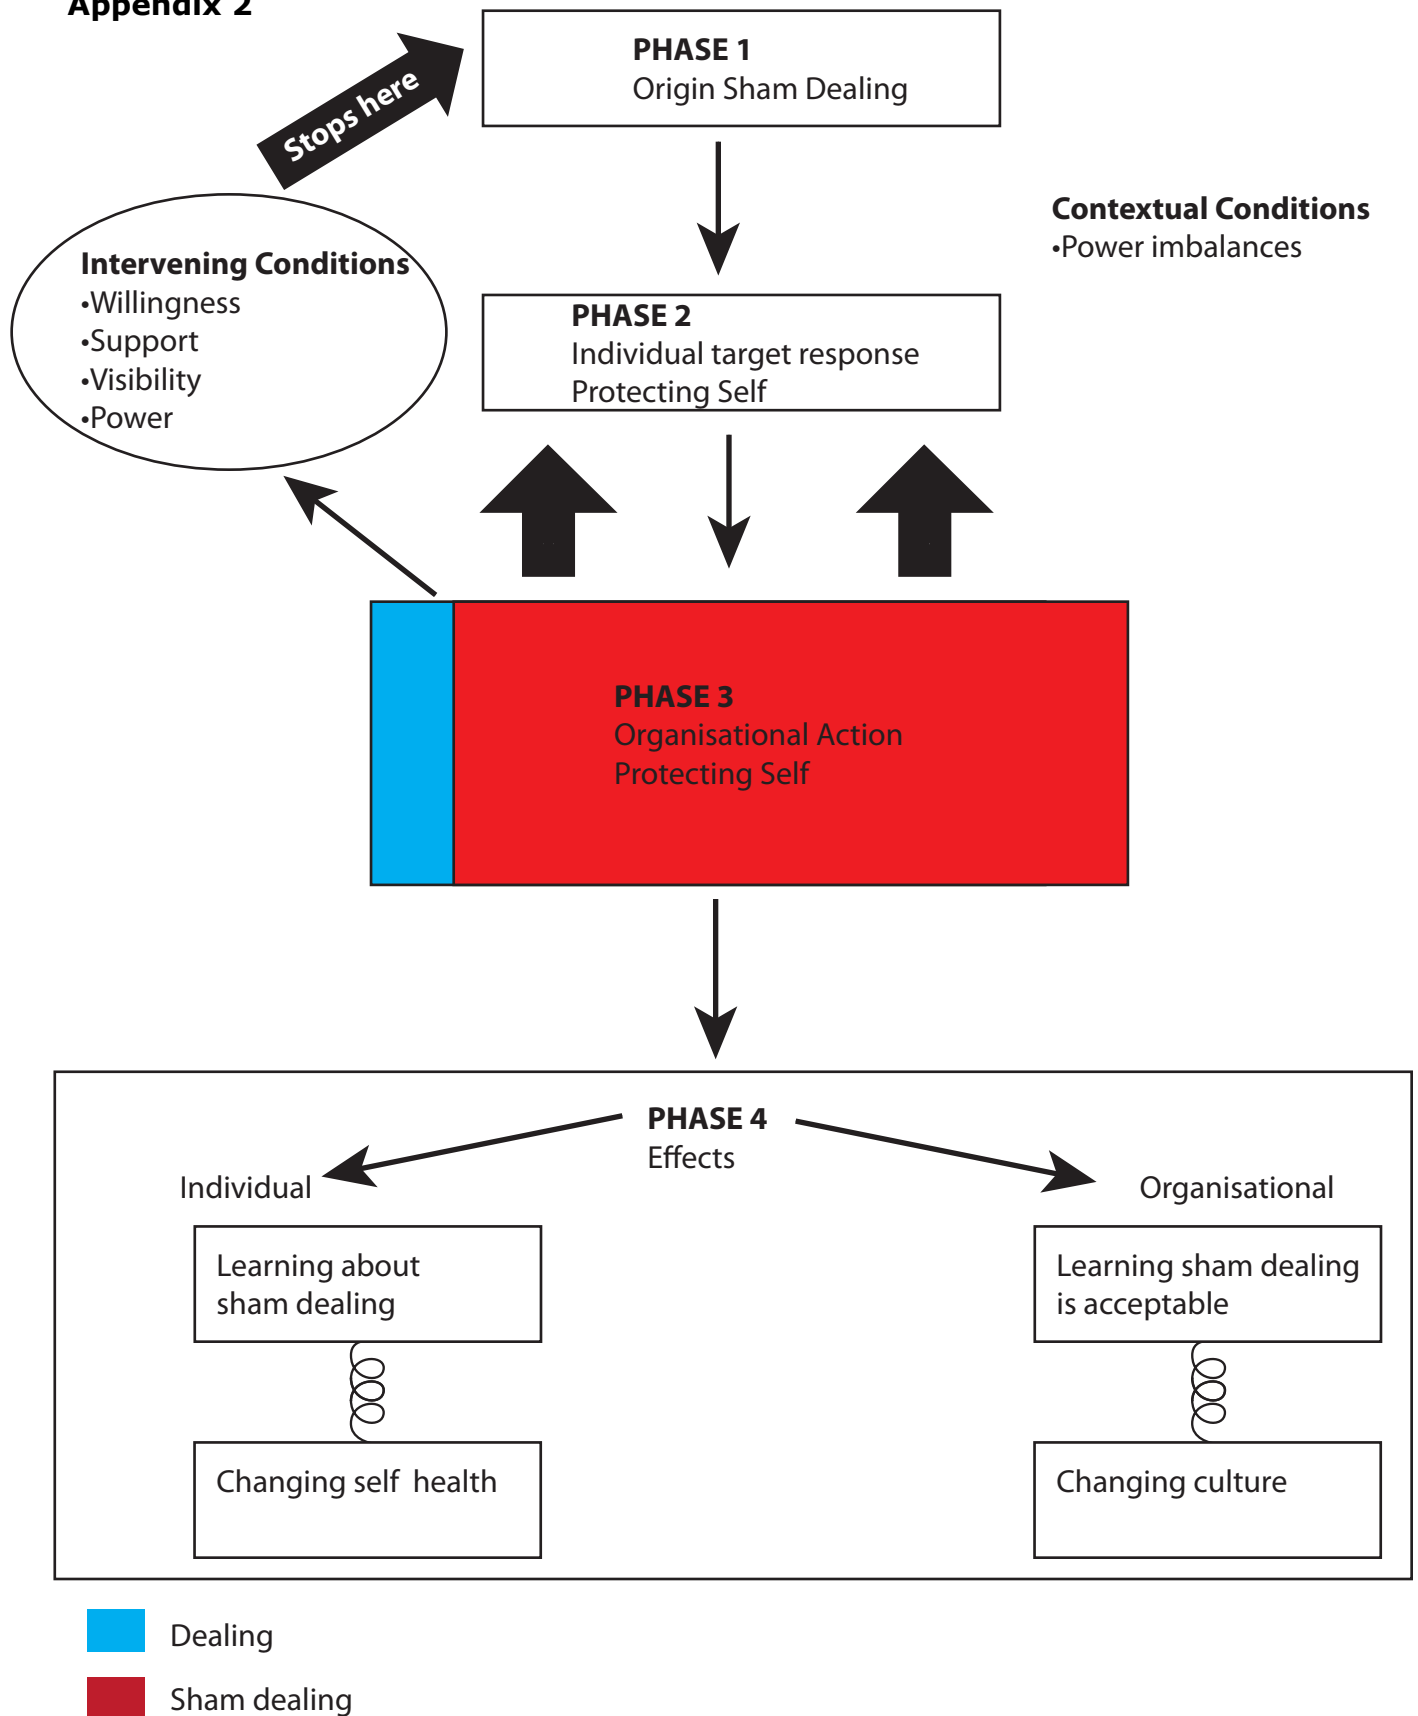 Appendix 2
PHASE 1
Origin Sham Dealing
Stops here
Contextual Conditions
•Power imbalances
Intervening Conditions
•Willingness
•Support
•Visibility
•Power
PHASE 2
Individual target response
Protecting Self
PHASE 3
Organisational Action
Protecting Self
PHASE 4
Effects
Individual
Organisational
Learning about
sham dealing
Learning sham dealing
is acceptable
Changing self  health
Changing culture
Dealing
Sham dealing